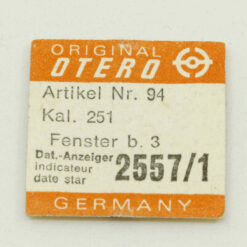 ORIGINAL
OTERO
Artikel Nr. 94
Kal. 251
Fenster b. 3
Dat.-Anzeiger
indicateur
date star
2557/1
GERMANY